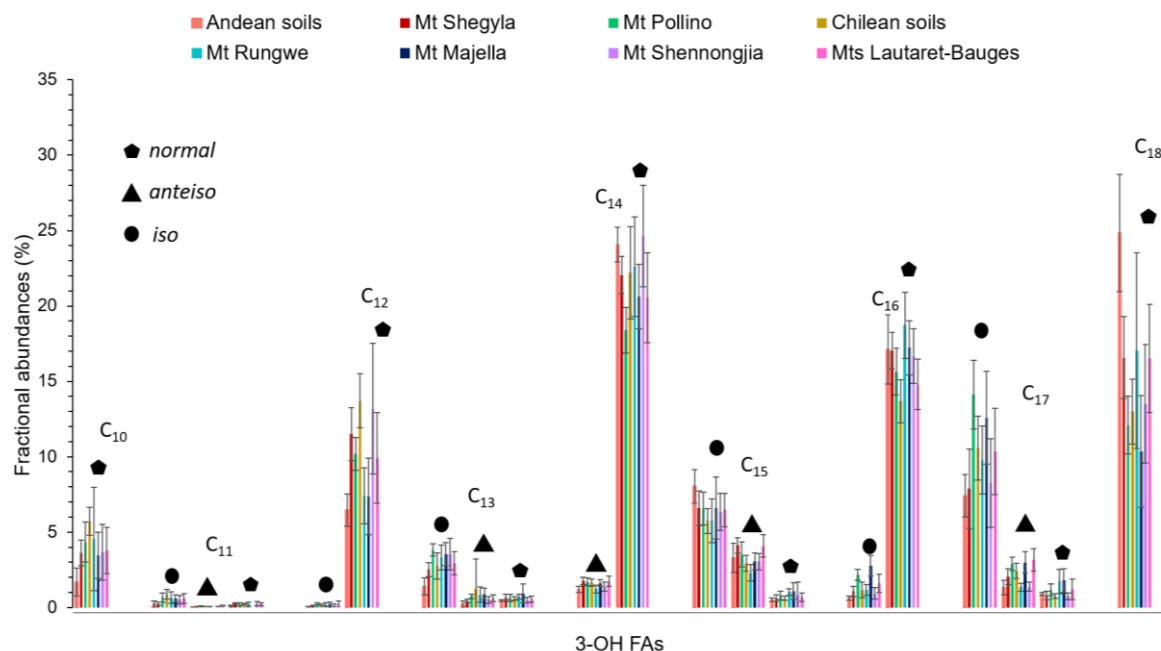 Andean soils Mt Shegyla Mt Pollino Chilean soils
Mt Rungwe Mt Majella Mt Shennongjia Mts Lautaret-Bauges
35
30
25
20
15
10
5
0
Fractional abundances (%)
normal
anteiso
iso
C10
C11
C12
C13
C14
C15
C16
C17
C18
3-OH FAs